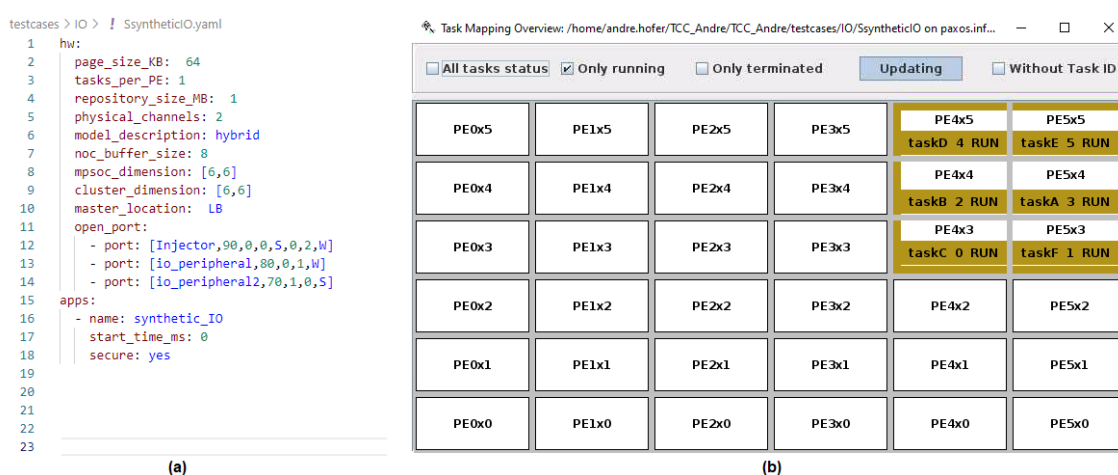 testcases > IO > ! SsyntheticIO.yaml
1 hw:
2 page_size_KB: 64
3 tasks_per_PE: 1
4 repository_size_MB: 1
5 physical_channels: 2
6 model_description: hybrid
7 noc_buffer_size: 8
8 mpsoc_dimension: [6,6]
9 cluster_dimension: [6,6]
10 master_location: LB
11 open_port:
12 - port: [Injector,90,0,0,S,0,2,W]
13 - port: [io_peripheral,80,0,1,W]
14 - port: [io_peripheral2,70,1,0,S]
15 apps:
16 - name: synthetic_IO
17 start_time_ms: 0
18 secure: yes
19
20
21
22
23
(a)
Task Mapping Overview: /home/andre.hofer/TCC_Andre/TCC_Andre/testcases/IO/SsyntheticIO on paxos.inf...
All tasks status Only running Only terminated Updating Without Task ID
PE0x5 PE1x5 PE2x5 PE3x5 PE4x5 PE5x5
taskD 4 RUN taskE 5 RUN
PE0x4 PE1x4 PE2x4 PE3x4 PE4x4 PE5x4
taskB 2 RUN taskA 3 RUN
PE0x3 PE1x3 PE2x3 PE3x3 PE4x3 PE5x3
taskC 0 RUN taskF 1 RUN
PE0x2 PE1x2 PE2x2 PE3x2 PE4x2 PE5x2
PE0x1 PE1x1 PE2x1 PE3x1 PE4x1 PE5x1
PE0x0 PE1x0 PE2x0 PE3x0 PE4x0 PE5x0
(b)